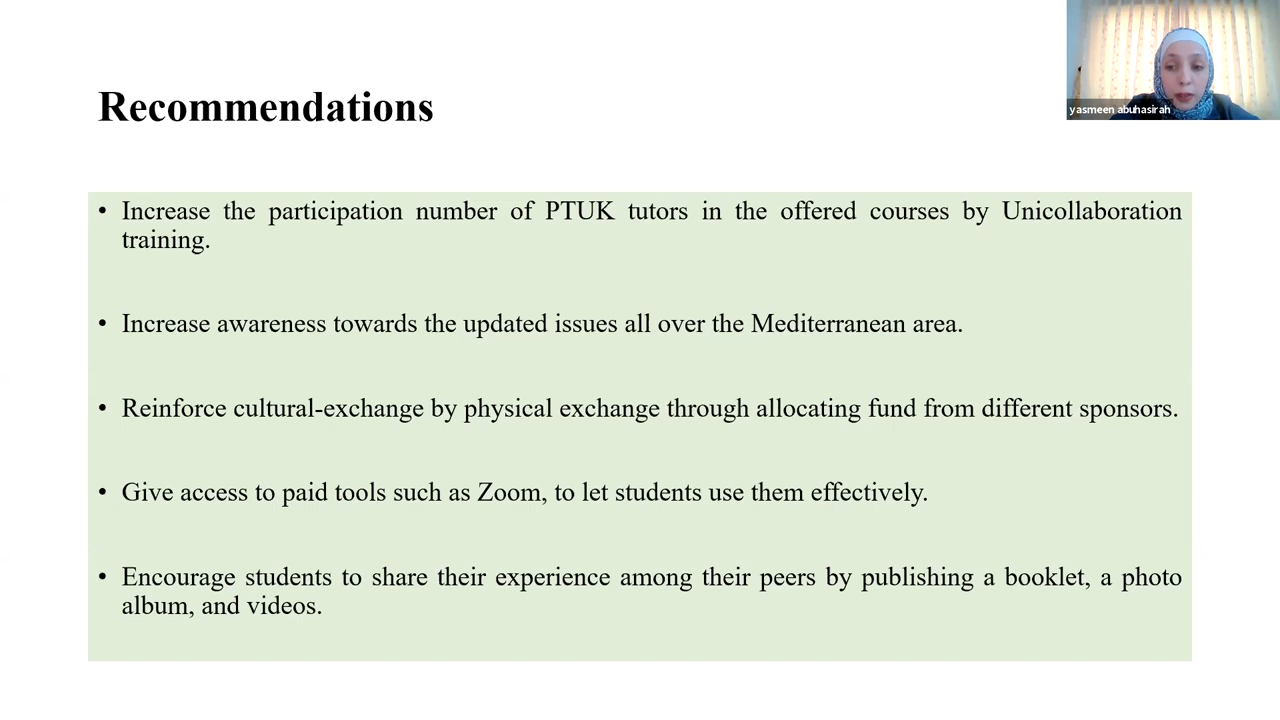 yasmeen abuhasirah
Recommendations
• Increase the participation number of PTUK tutors in the offered courses by Unicollaboration
training.
• Increase awareness towards the updated issues all over the Mediterranean area.
• Reinforce cultural-exchange by physical exchange through allocating fund from different sponsors.
• Give access to paid tools such as Zoom, to let students use them effectively.
• Encourage students to share their experience among their peers by publishing a booklet, a photo
album, and videos.